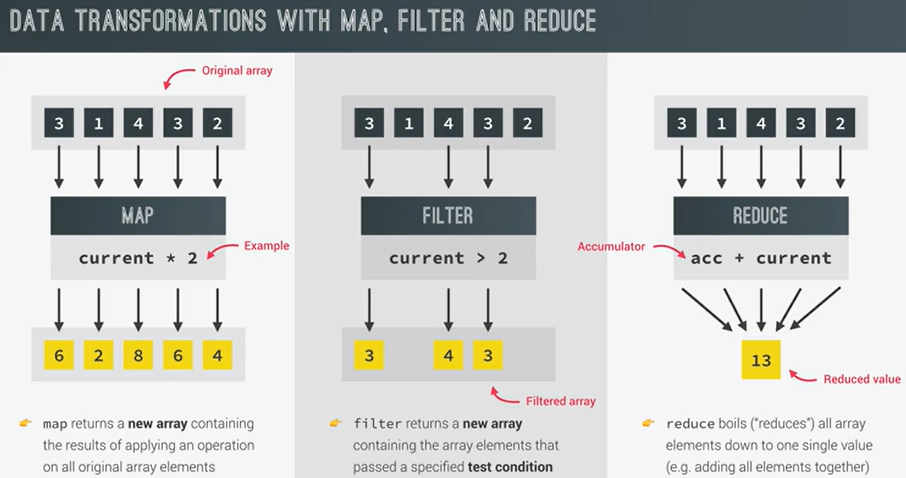 DATA TRANSFORMATIONS WITH MAP, FILTER AND REDUCE
Original array
3 1 4 3 2
MAP
current * 2
Example
6 2 8 6 4
map returns a new array containing
the results of applying an operation
on all original array elements
3 1 4 3 2
FILTER
current > 2
3 4 3
Filtered array
filter returns a new array
containing the array elements that
passed a specified test condition
3 1 4 3 2
REDUCE
Accumulator
acc + current
13
Reduced value
reduce boils ("reduces") all array
elements down to one single value
(e.g. adding all elements together)